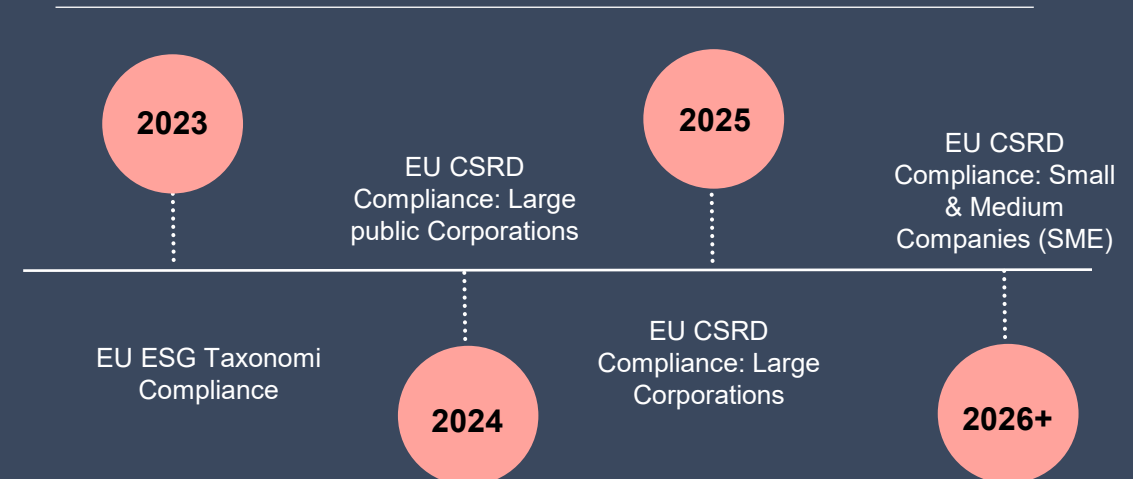 2023
EU ESG Taxonomi
Compliance
EU CSRD
Compliance: Large
public Corporations
2024
2025
EU CSRD
Compliance: Large
Corporations
EU CSRD
Compliance: Small
& Medium
Companies (SME)
2026+